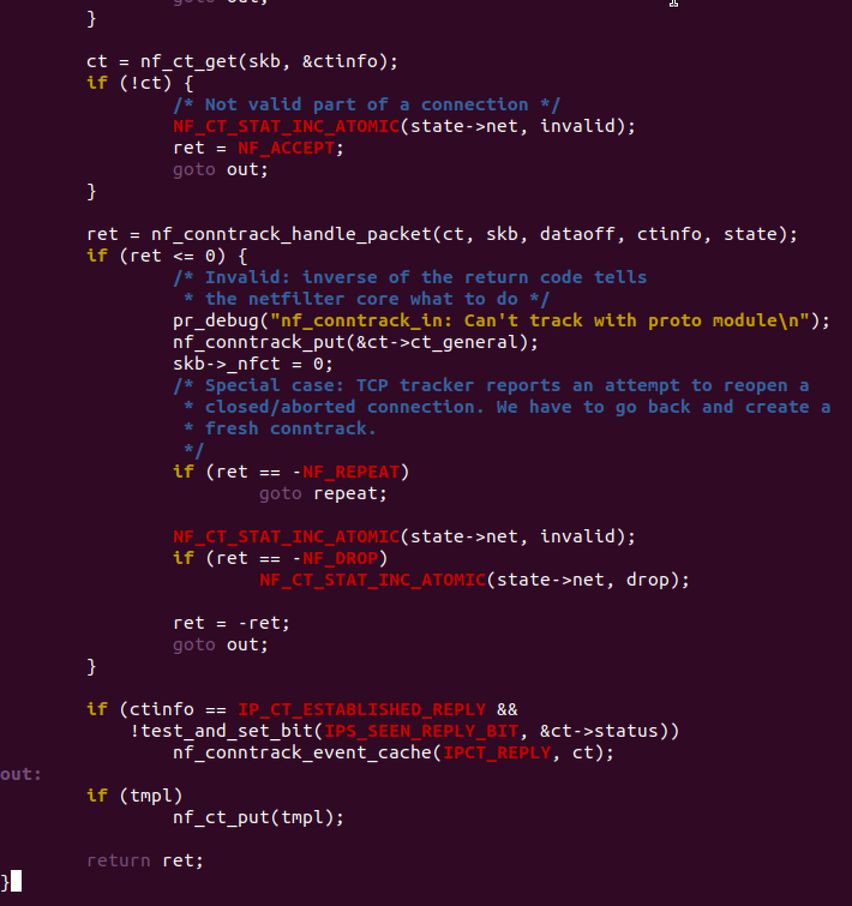 goto out;
}
ct = nf_ct_get(skb, &ctinfo);
if (!ct) {
/* Not valid part of a connection */
NF_CT_STAT_INC_ATOMIC(state->net, invalid);
ret = NF_ACCEPT;
goto out;
}
ret = nf_conntrack_handle_packet(ct, skb, dataoff, ctinfo, state);
if (ret <= 0) {
/* Invalid: inverse of the return code tells
* the netfilter core what to do */
pr_debug("nf_conntrack_in: Can't track with proto module\n");
nf_conntrack_put(&ct->ct_general);
skb->_nfct = 0;
/* Special case: TCP tracker reports an attempt to reopen a
* closed/aborted connection. We have to go back and create a
* fresh conntrack.
*/
if (ret == -NF_REPEAT)
goto repeat;
NF_CT_STAT_INC_ATOMIC(state->net, invalid);
if (ret == -NF_DROP)
NF_CT_STAT_INC_ATOMIC(state->net, drop);
ret = -ret;
goto out;
}
if (ctinfo == IP_CT_ESTABLISHED_REPLY &&
!test_and_set_bit(IPS_SEEN_REPLY_BIT, &ct->status))
nf_conntrack_event_cache(IPCT_REPLY, ct);
out:
if (tmpl)
nf_ct_put(tmpl);
return ret;
}